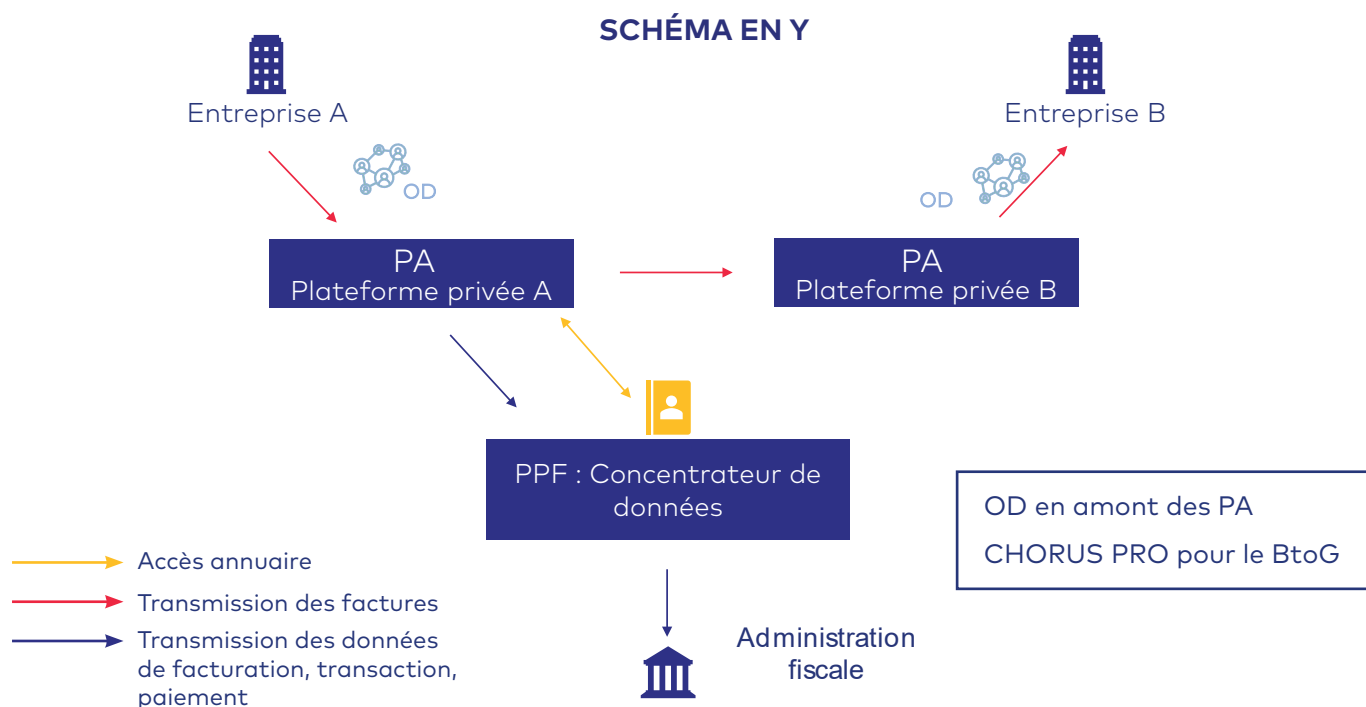 SCHÉMA EN Y
Entreprise A
Entreprise B
OD
OD
PA
Plateforme privée A
PA
Plateforme privée B
PPF : Concentrateur de
données
OD en amont des PA
CHORUS PRO pour le BtoG
Accès annuaire
Transmission des factures
Transmission des données
de facturation, transaction,
paiement
Administration
fiscale